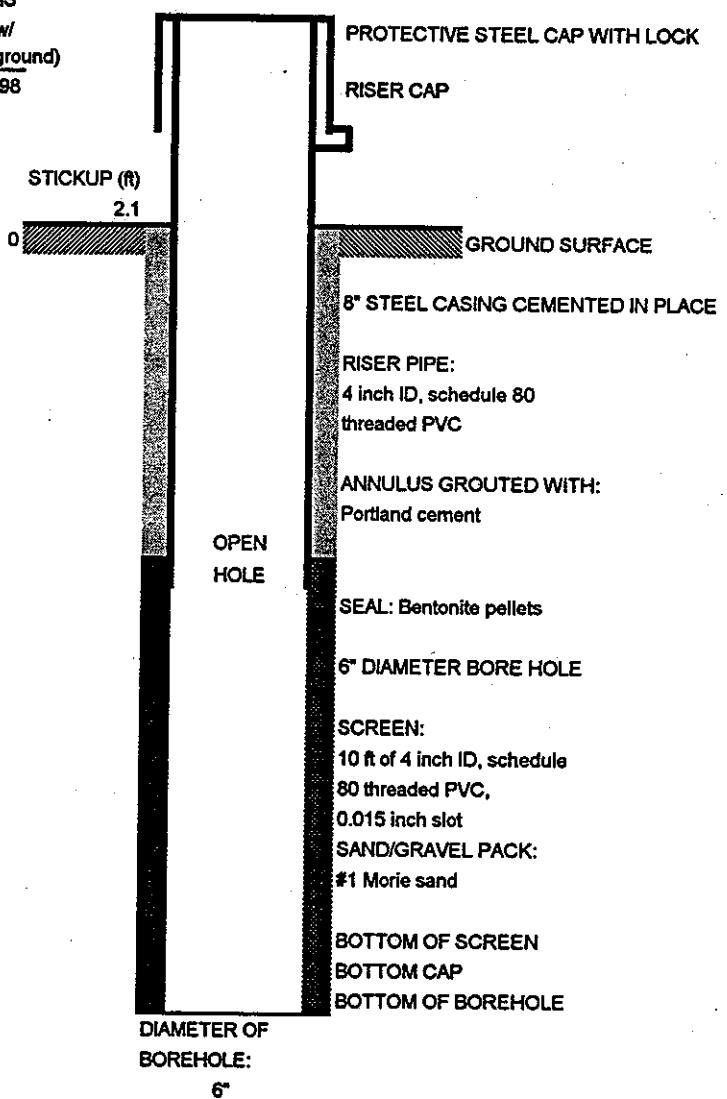 w/
ground)
98
PROTECTIVE STEEL CAP WITH LOCK
RISER CAP
STICKUP (ft)
2.1
0
GROUND SURFACE
8" STEEL CASING CEMENTED IN PLACE
RISER PIPE:
4 inch ID, schedule 80
threaded PVC
ANNULUS GROUTED WITH:
Portland cement
OPEN
HOLE
SEAL: Bentonite pellets
6" DIAMETER BORE HOLE
SCREEN:
10 ft of 4 inch ID, schedule
80 threaded PVC,
0.015 inch slot
SAND/GRAVEL PACK:
#1 Morie sand
BOTTOM OF SCREEN
BOTTOM CAP
BOTTOM OF BOREHOLE
DIAMETER OF
BOREHOLE:
6"